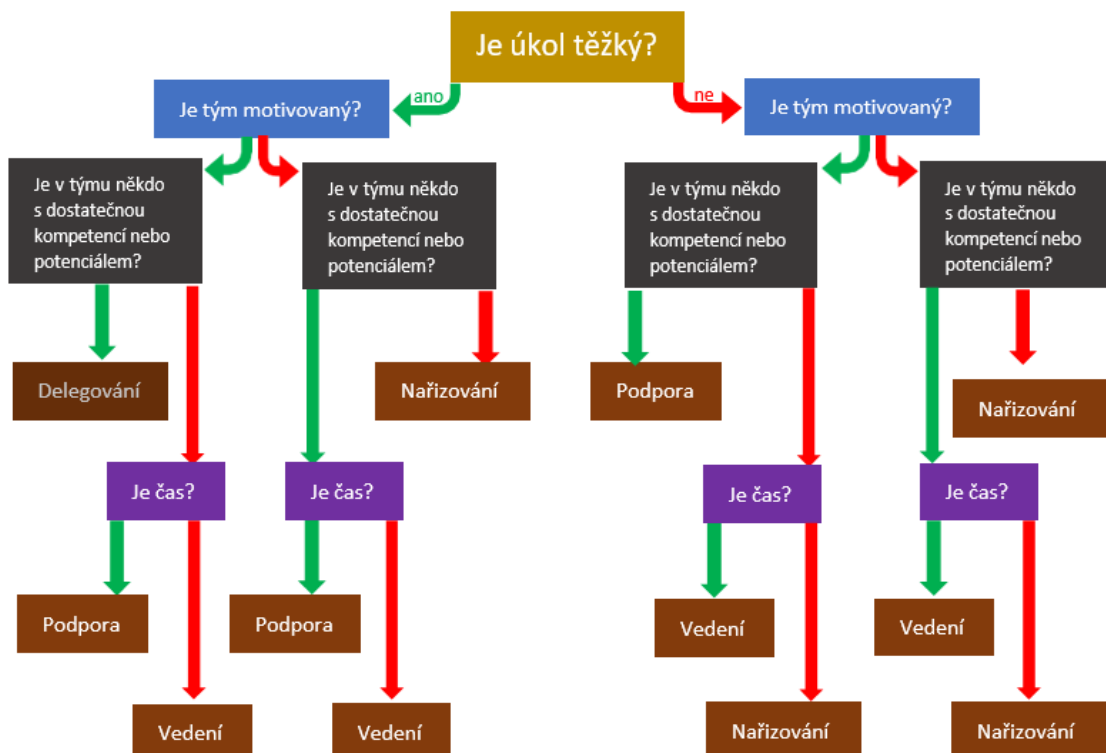 Je úkol těžký?
ano
ne
Je tým motivovaný?
Je tým motivovaný?
Je v týmu někdo
s dostatečnou
kompetencí nebo
potenciálem?
Je v týmu někdo
s dostatečnou
kompetencí nebo
potenciálem?
Je v týmu někdo
s dostatečnou
kompetencí nebo
potenciálem?
Je v týmu někdo
s dostatečnou
kompetencí nebo
potenciálem?
Delegování
Nařizování
Podpora
Nařizování
Je čas?
Je čas?
Je čas?
Je čas?
Podpora
Podpora
Vedení
Vedení
Vedení
Vedení
Nařizování
Nařizování